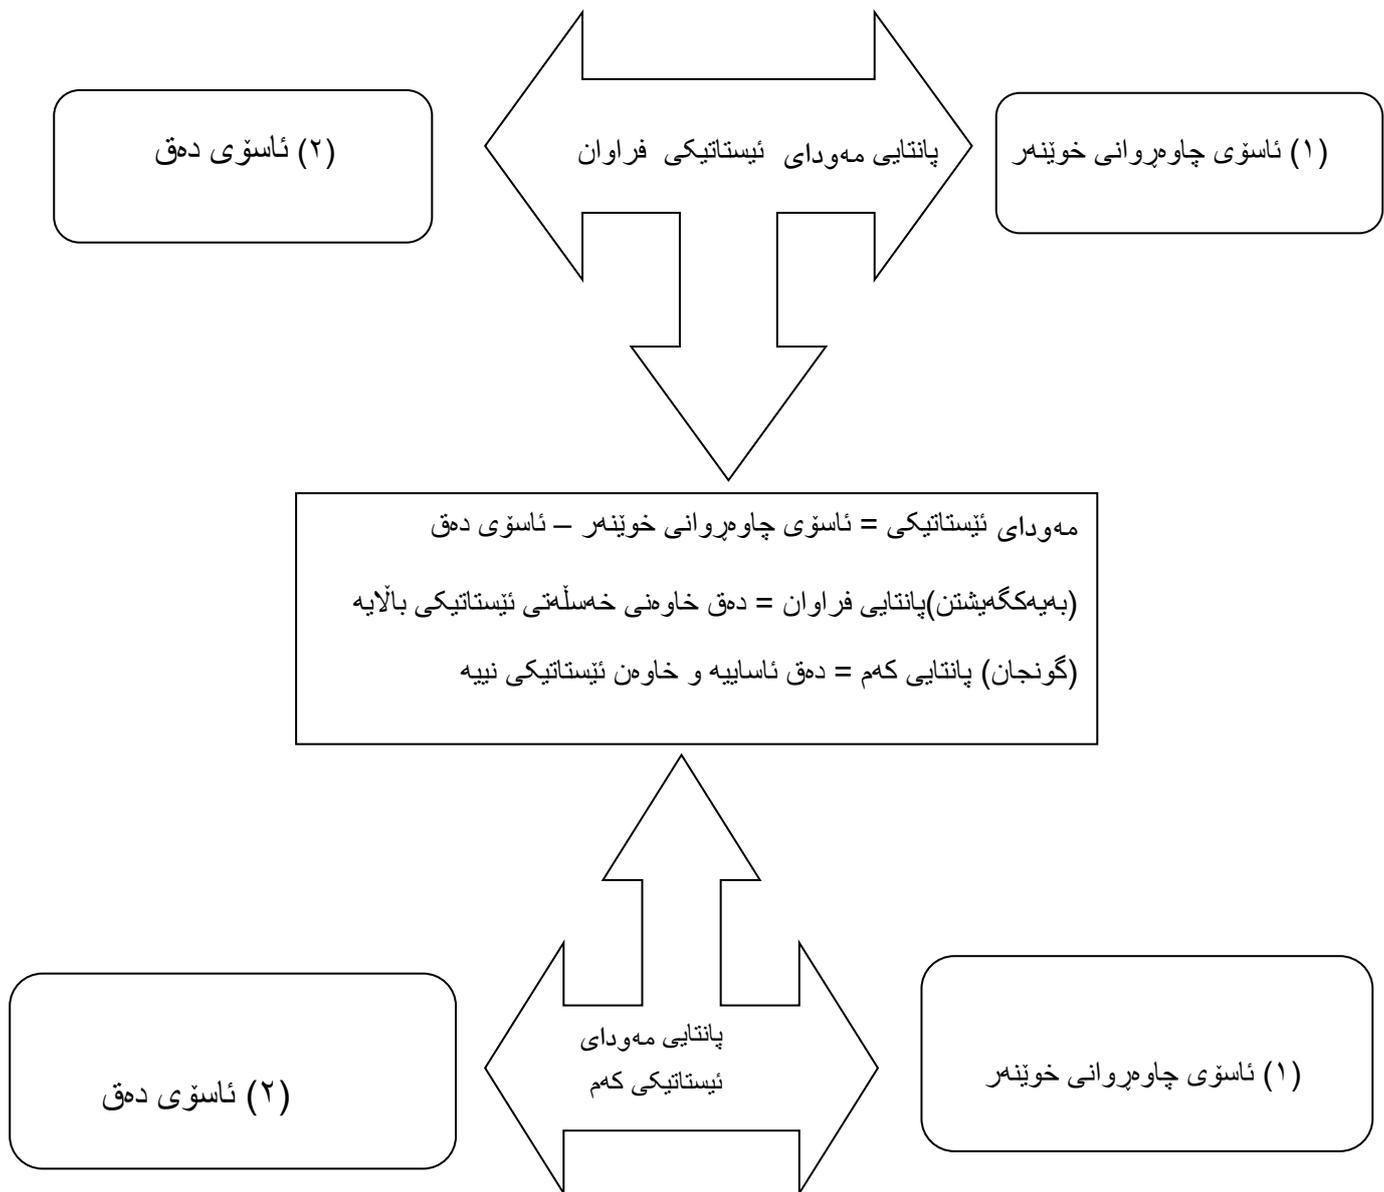 (١) ئاسۆی چاوەڕوانی خوێنەر
پانتایی مەودای ئیستاتیکی فراوان
(٢) ئاسۆی دەق
مەودای ئێستاتیکی = ئاسۆی چاوەڕوانی خوێنەر – ئاسۆی دەق
(بەیەکگەیشتن)پانتایی فراوان = دەق خاوەنی خەسڵەتی ئێستاتیکی باڵایە
(گونجان) پانتایی کەم = دەق ئاساییە و خاوەن ئێستاتیکی نییە
(١) ئاسۆی چاوەڕوانی خوێنەر
پانتایی مەودای
ئیستاتیکی کەم
(٢) ئاسۆی دەق